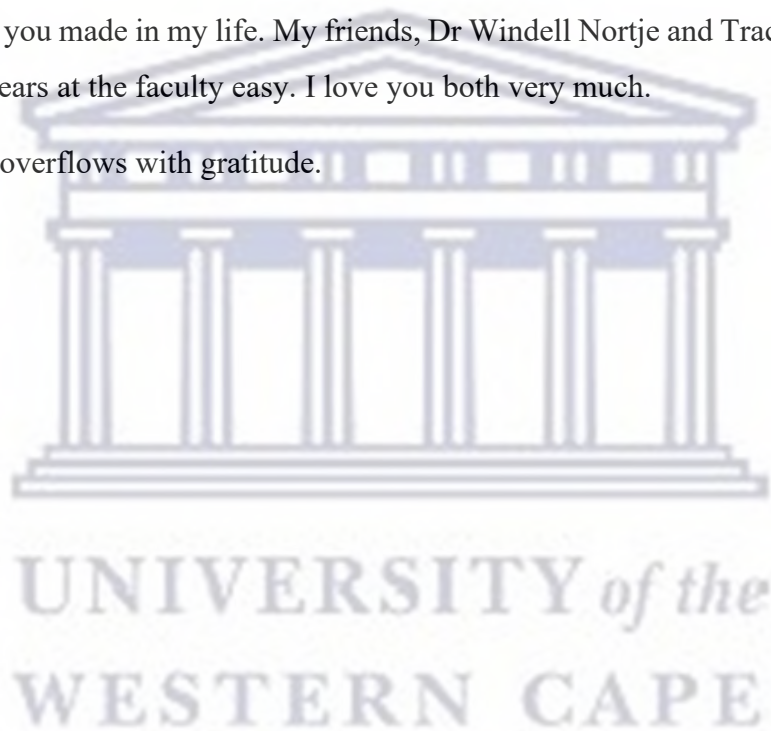 you made in my life. My friends, Dr Windell Nortje and
ears at the faculty easy. I love you both very much.
overflows with gratitude.
UNIVERSITY of the
WESTERN CAPE